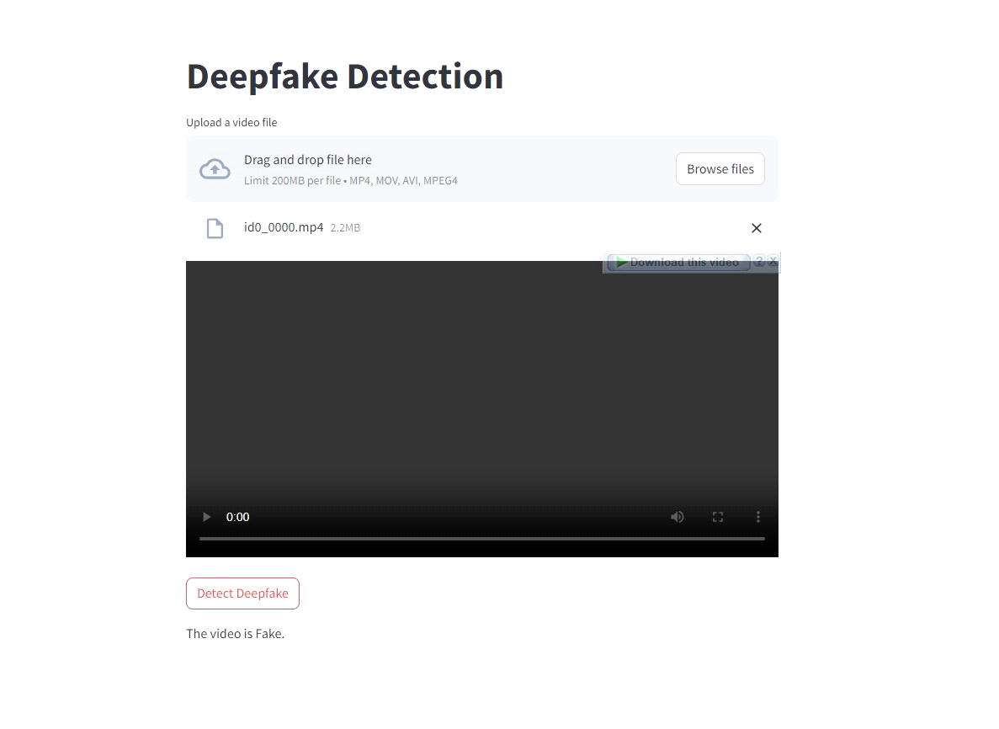 Deepfake Detection
Upload a video file
Drag and drop file here
Limit 200MB per file • MP4, MOV, AVI, MPEG4
Browse files
id0_0000.mp4 2.2MB
Download this video ?
0:00
Detect Deepfake
The video is Fake.